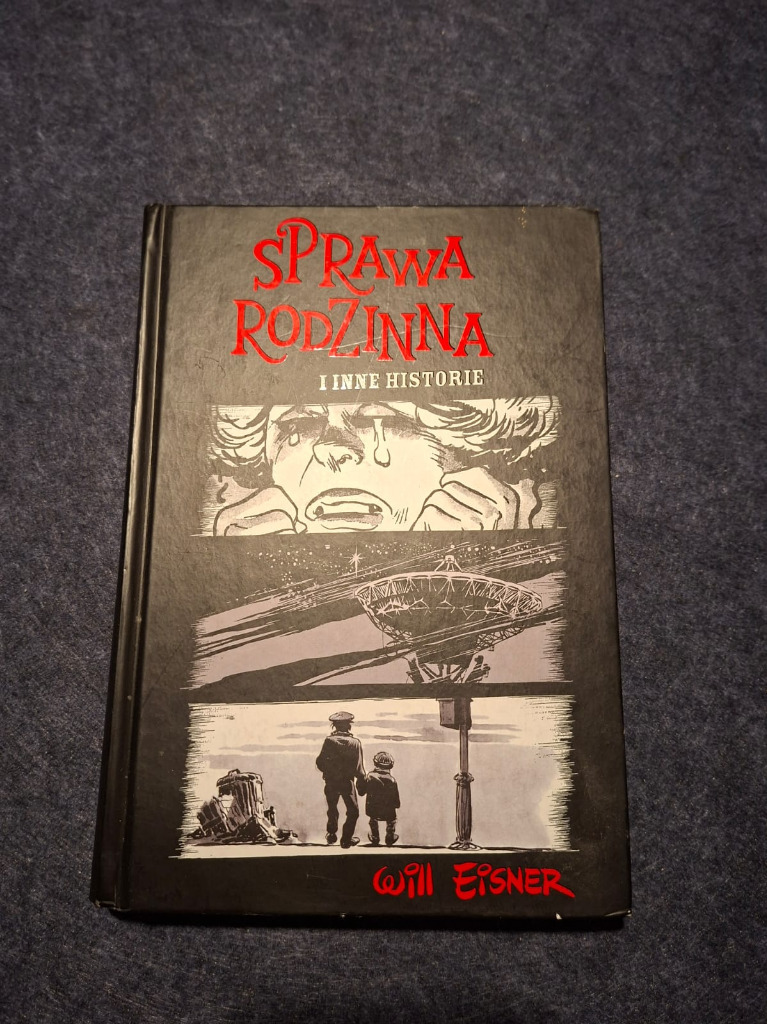 SPRAWA
RODZINNA
I INNE HISTORIE
WILL EISNER